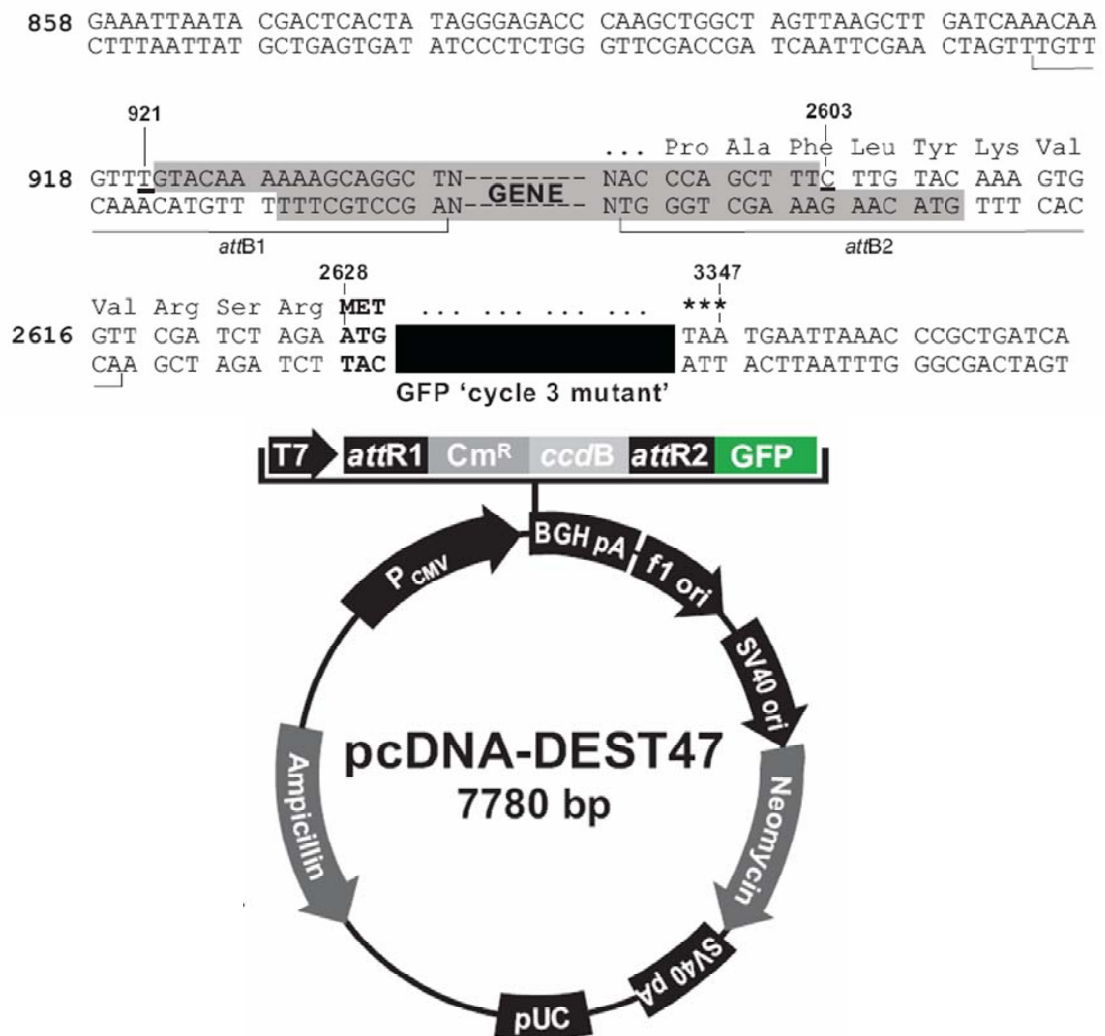 858 GAAATTAATA CGACTCACTA TAGGGAGACC CAAGCTGGCT AGTTAAGCTT GATCAAACAA
CTTTAATTAT GCTGAGTGAT ATCCCTCTGG GTTCGACCGA TCAATTCGAA CTAGTTTGTT
921 2603
... Pro Ala Phe Leu Tyr Lys Val
918 GTTTGTACAAA AAAAGCAGGC TN-------- NAC CCA GCT TTC TTG TAC AAA GTG
CAAACATGTTT TTTTCGTCCG AN-------- NTG GGT CGA AAG AAC ATG TTT CAC
GENE
attB1 attB2
2628 3347
Val Arg Ser Arg MET ... ... ... ... ***
2616 GTT CGA TCT AGA ATG TAA TGAATTAAAC CCGCTGATCA
CAA GCT AGA TCT TAC ATT ACTTAATTTG GGCGACTAGT
GFP 'cycle 3 mutant'
T7 attR1 CmR ccdB attR2 GFP
PCMV BGH pA f1 ori
SV40 ori
pcDNA-DEST47
7780 bp
Ampicillin Neomycin
SV40 pA
pUC